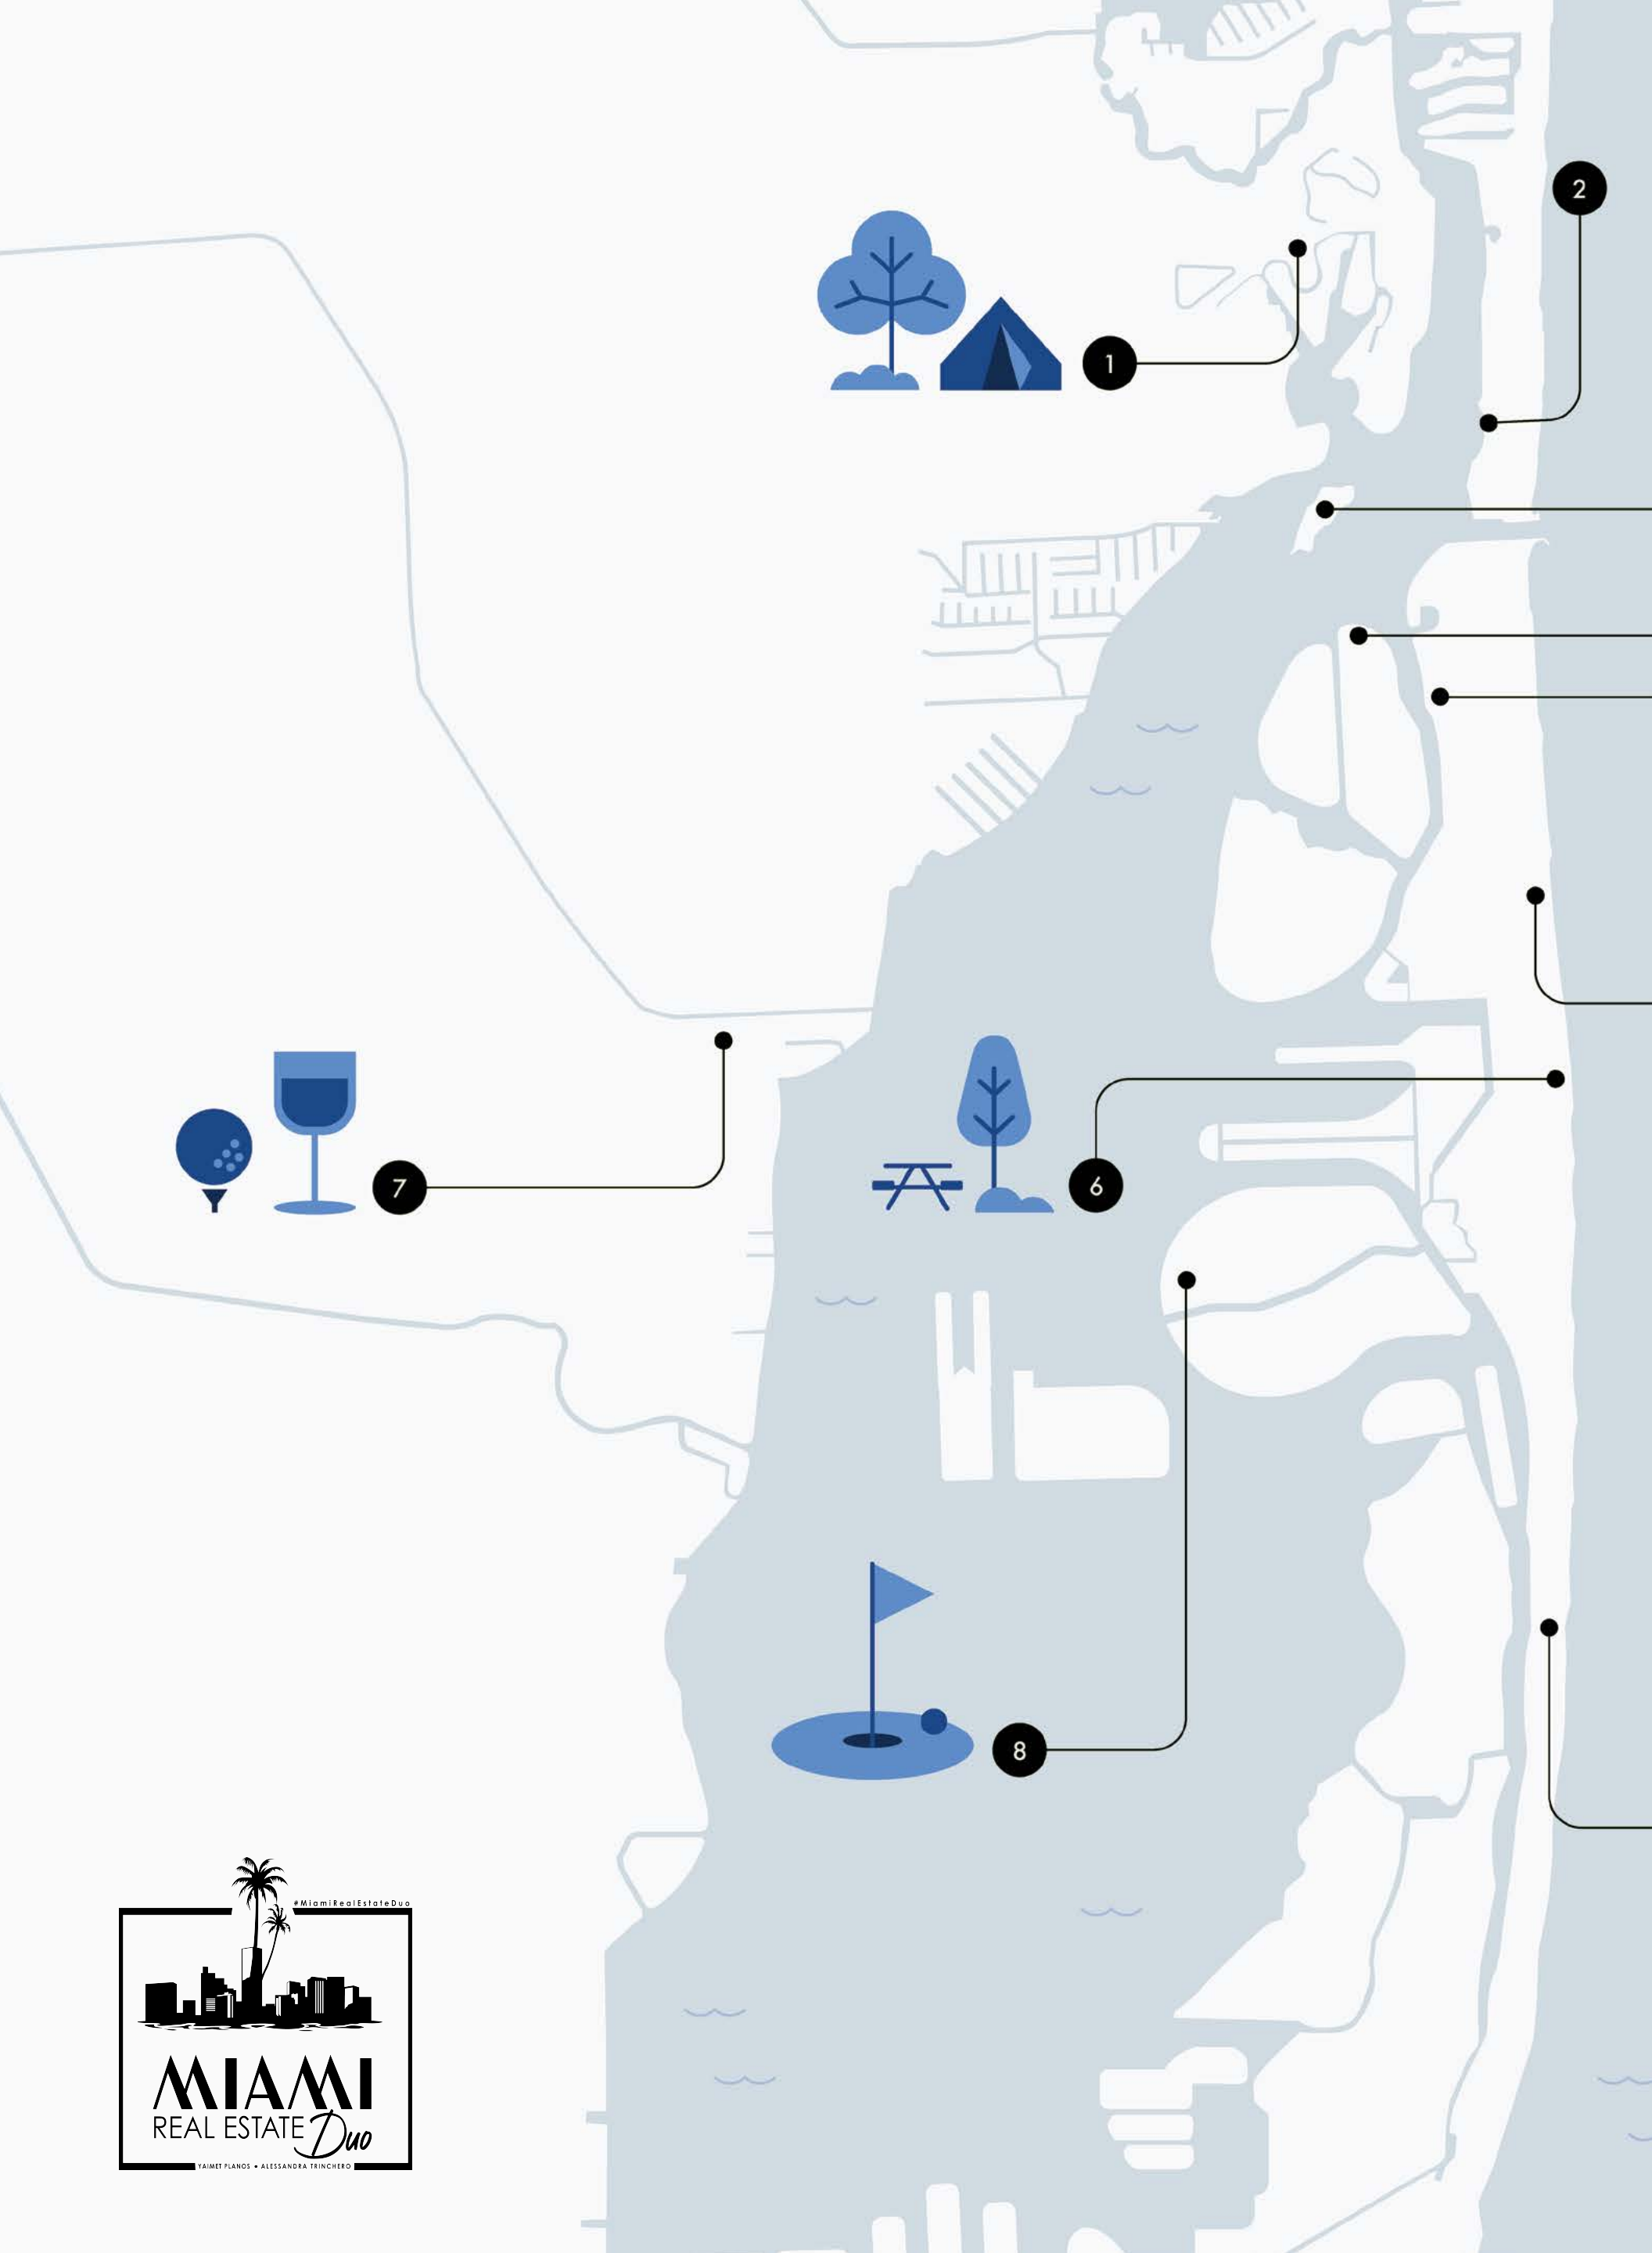 2
1
7
6
8
#MiamiRealEstateDuo
MIAMI
REAL ESTATE Duo
YAIMET PLANOS • ALESSANDRA TRINCHERO